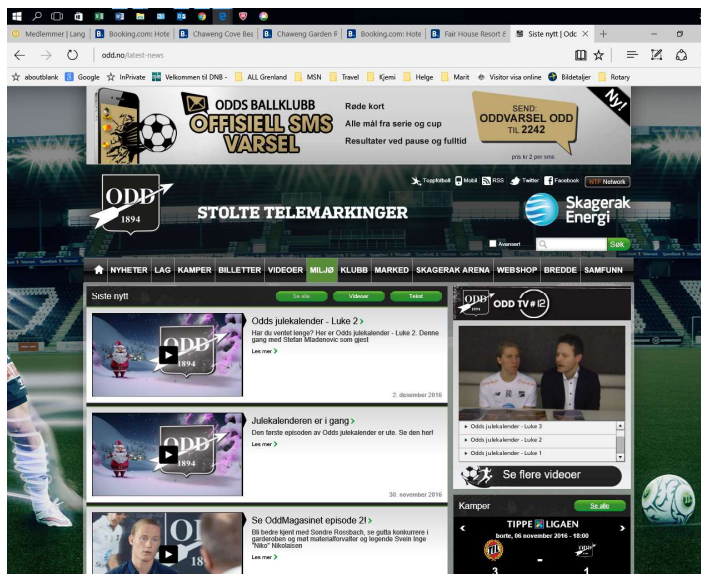 Medlemmer | Lang
Booking.com: Hote
Chaweng Cove Bea
Chaweng Garden F
Booking.com: Hote
Fair House Resort &
Siste nytt | Odd
odd.no/latest-news
aboutblank
Google
InPrivate
Velkommen til DNB -
ALL Grenland
MSN
Travel
Kjemi
Helge
Marit
Visitor visa online
Bildetaljer
Rotary
ODDS BALLKLUBB
OFFISIELL SMS
VARSEL
Røde kort
Alle mål fra serie og cup
Resultater ved pause og fulltid
SEND:
ODDVARSEL ODD
TIL 2242
pris kr 2 per sms
Ny!
ODD
1894
STOLTE TELEMARKINGER
Toppfotball
Mobil
RSS
Twitter
Facebook
NTF Network
Skagerak
Energi
Avansert
Søk
NYHETER LAG KAMPER BILLETTER VIDEOER MILJØ KLUBB MARKED SKAGERAK ARENA WEBSHOP BREDDE SAMFUNN
Siste nytt
Se alle
Videoer
Tekst
ODD
1894
Odds julekalender - Luke 2 >
Har du ventet lenge? Her er Odds julekalender - Luke 2. Denne
gang med Stefan Mladenovic som gjest
Les mer >
2. desember 2016
ODD
1894
Julekalenderen er i gang >
Den første episoden av Odds julekalender er ute. Se den her!
Les mer >
30. november 2016
Se OddMagasinet episode 2! >
Bli bedre kjent med Sondre Rossbach, se gutta konkurrere i
garderoben og møt materialforvalter og legende Svein Inge
"Niko" Nikolaisen
Les mer >
ODD
ODD TV # 12
Odds julekalender - Luke 3
Odds julekalender - Luke 2
Odds julekalender - Luke 1
Se flere videoer
Kamper
Se alle
TIPPE LIGAEN
borte, 06 november 2016 - 18:00
-
3
1